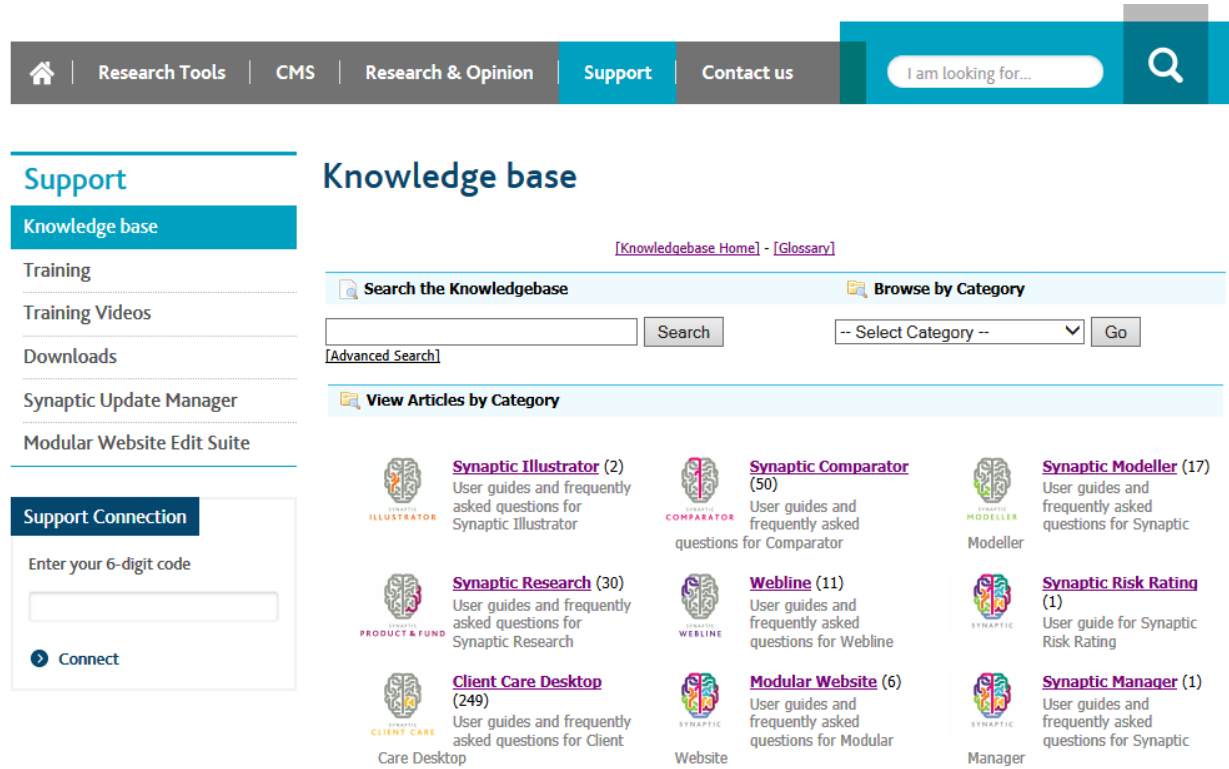 Research Tools CMS Research & Opinion Support Contact us I am looking for...
Support
Knowledge base
Training
Training Videos
Downloads
Synaptic Update Manager
Modular Website Edit Suite
Support Connection
Enter your 6-digit code
Connect
Knowledge base
[Knowledgebase Home] - [Glossary]
Search the Knowledgebase
Browse by Category
Search
-- Select Category --
Go
[Advanced Search]
View Articles by Category
SYNAPTIC
ILLUSTRATOR
Synaptic Illustrator (2)
User guides and frequently
asked questions for
Synaptic Illustrator
SYNAPTIC
COMPARATOR
Synaptic Comparator
(50)
User guides and
frequently asked
questions for Comparator
SYNAPTIC
MODELLER
Synaptic Modeller (17)
User guides and
frequently asked
questions for Synaptic
Modeller
SYNAPTIC
PRODUCT & FUND
Synaptic Research (30)
User guides and frequently
asked questions for
Synaptic Research
SYNAPTIC
WEBLINE
Webline (11)
User guides and
frequently asked
questions for Webline
SYNAPTIC
Synaptic Risk Rating
(1)
User guide for Synaptic
Risk Rating
SYNAPTIC
CLIENT CARE
Client Care Desktop
(249)
User guides and frequently
asked questions for Client
Care Desktop
SYNAPTIC
Modular Website (6)
User guides and
frequently asked
questions for Modular
Website
SYNAPTIC
Synaptic Manager (1)
User guides and
frequently asked
questions for Synaptic
Manager